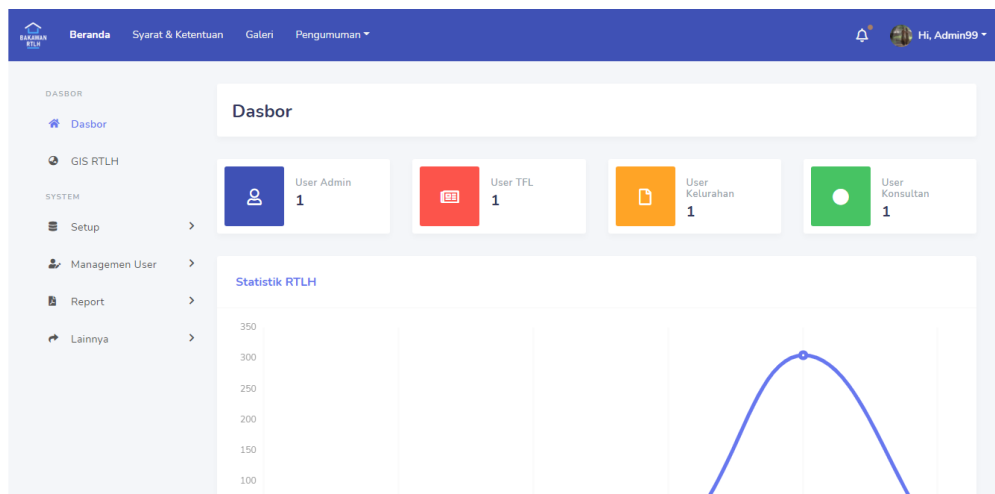 BAKAWAN
RTLH
Beranda
Syarat & Ketentuan
Galeri
Pengumuman
Hi, Admin99
DASBOR
Dasbor
GIS RTLH
SYSTEM
Setup
Managemen User
Report
Lainnya
Dasbor
User Admin
1
User TFL
1
User
Kelurahan
1
User
Konsultan
1
Statistik RTLH
350
300
250
200
150
100